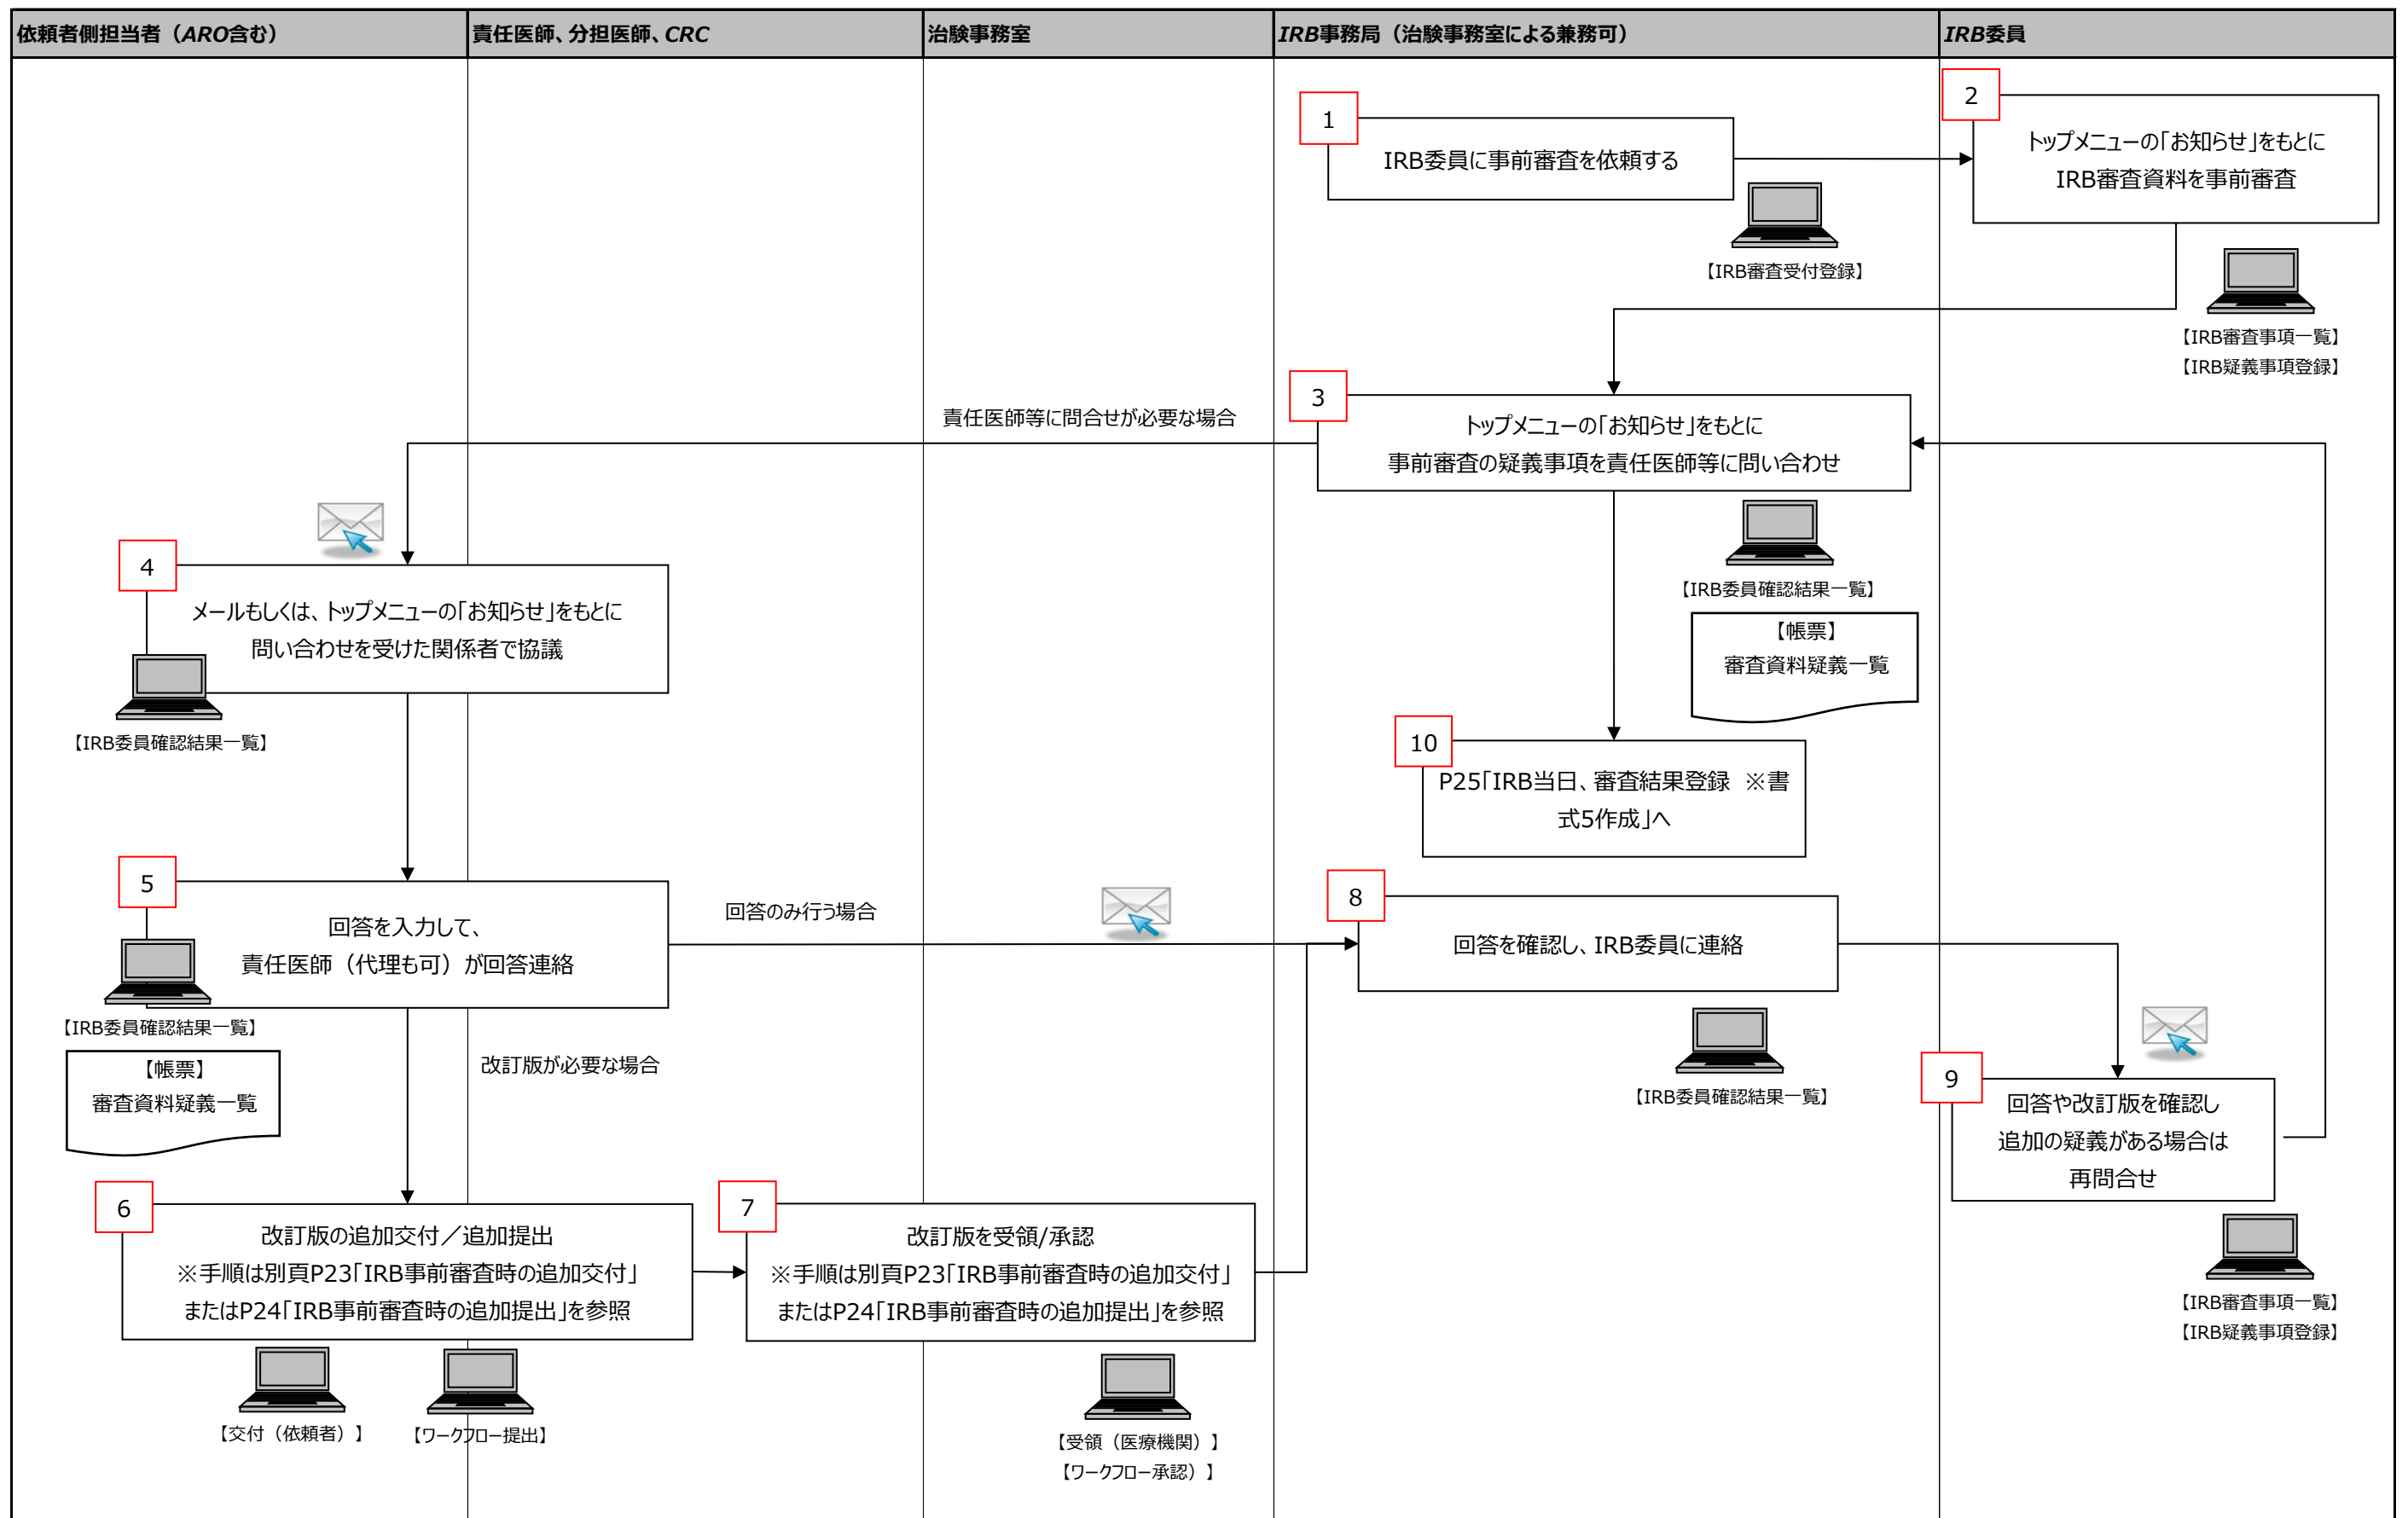 依頼者側担当者（ARO含む）
責任医師、分担医師、CRC
治験事務室
IRB事務局（治験事務室による兼務可）
IRB委員
1
IRB委員に事前審査を依頼する
【IRB審査受付登録】
2
トップメニューの「お知らせ」をもとに
IRB審査資料を事前審査
【IRB審査事項一覧】
【IRB疑義事項登録】
3
トップメニューの「お知らせ」をもとに
事前審査の疑義事項を責任医師等に問い合わせ
責任医師等に問合せが必要な場合
【IRB委員確認結果一覧】
【帳票】
審査資料疑義一覧
4
メールもしくは、トップメニューの「お知らせ」をもとに
問い合わせを受けた関係者で協議
【IRB委員確認結果一覧】
10
P25「IRB当日、審査結果登録　※書
式5作成」へ
5
回答を入力して、
責任医師（代理も可）が回答連絡
回答のみ行う場合
【IRB委員確認結果一覧】
【帳票】
審査資料疑義一覧
改訂版が必要な場合
8
回答を確認し、IRB委員に連絡
【IRB委員確認結果一覧】
9
回答や改訂版を確認し
追加の疑義がある場合は
再問合せ
【IRB審査事項一覧】
【IRB疑義事項登録】
6
改訂版の追加交付／追加提出
※手順は別頁P23「IRB事前審査時の追加交付」
またはP24「IRB事前審査時の追加提出」を参照
【交付（依頼者）】
【ワークフロー提出】
7
改訂版を受領/承認
※手順は別頁P23「IRB事前審査時の追加交付」
またはP24「IRB事前審査時の追加提出」を参照
【受領（医療機関）】
【ワークフロー承認）】